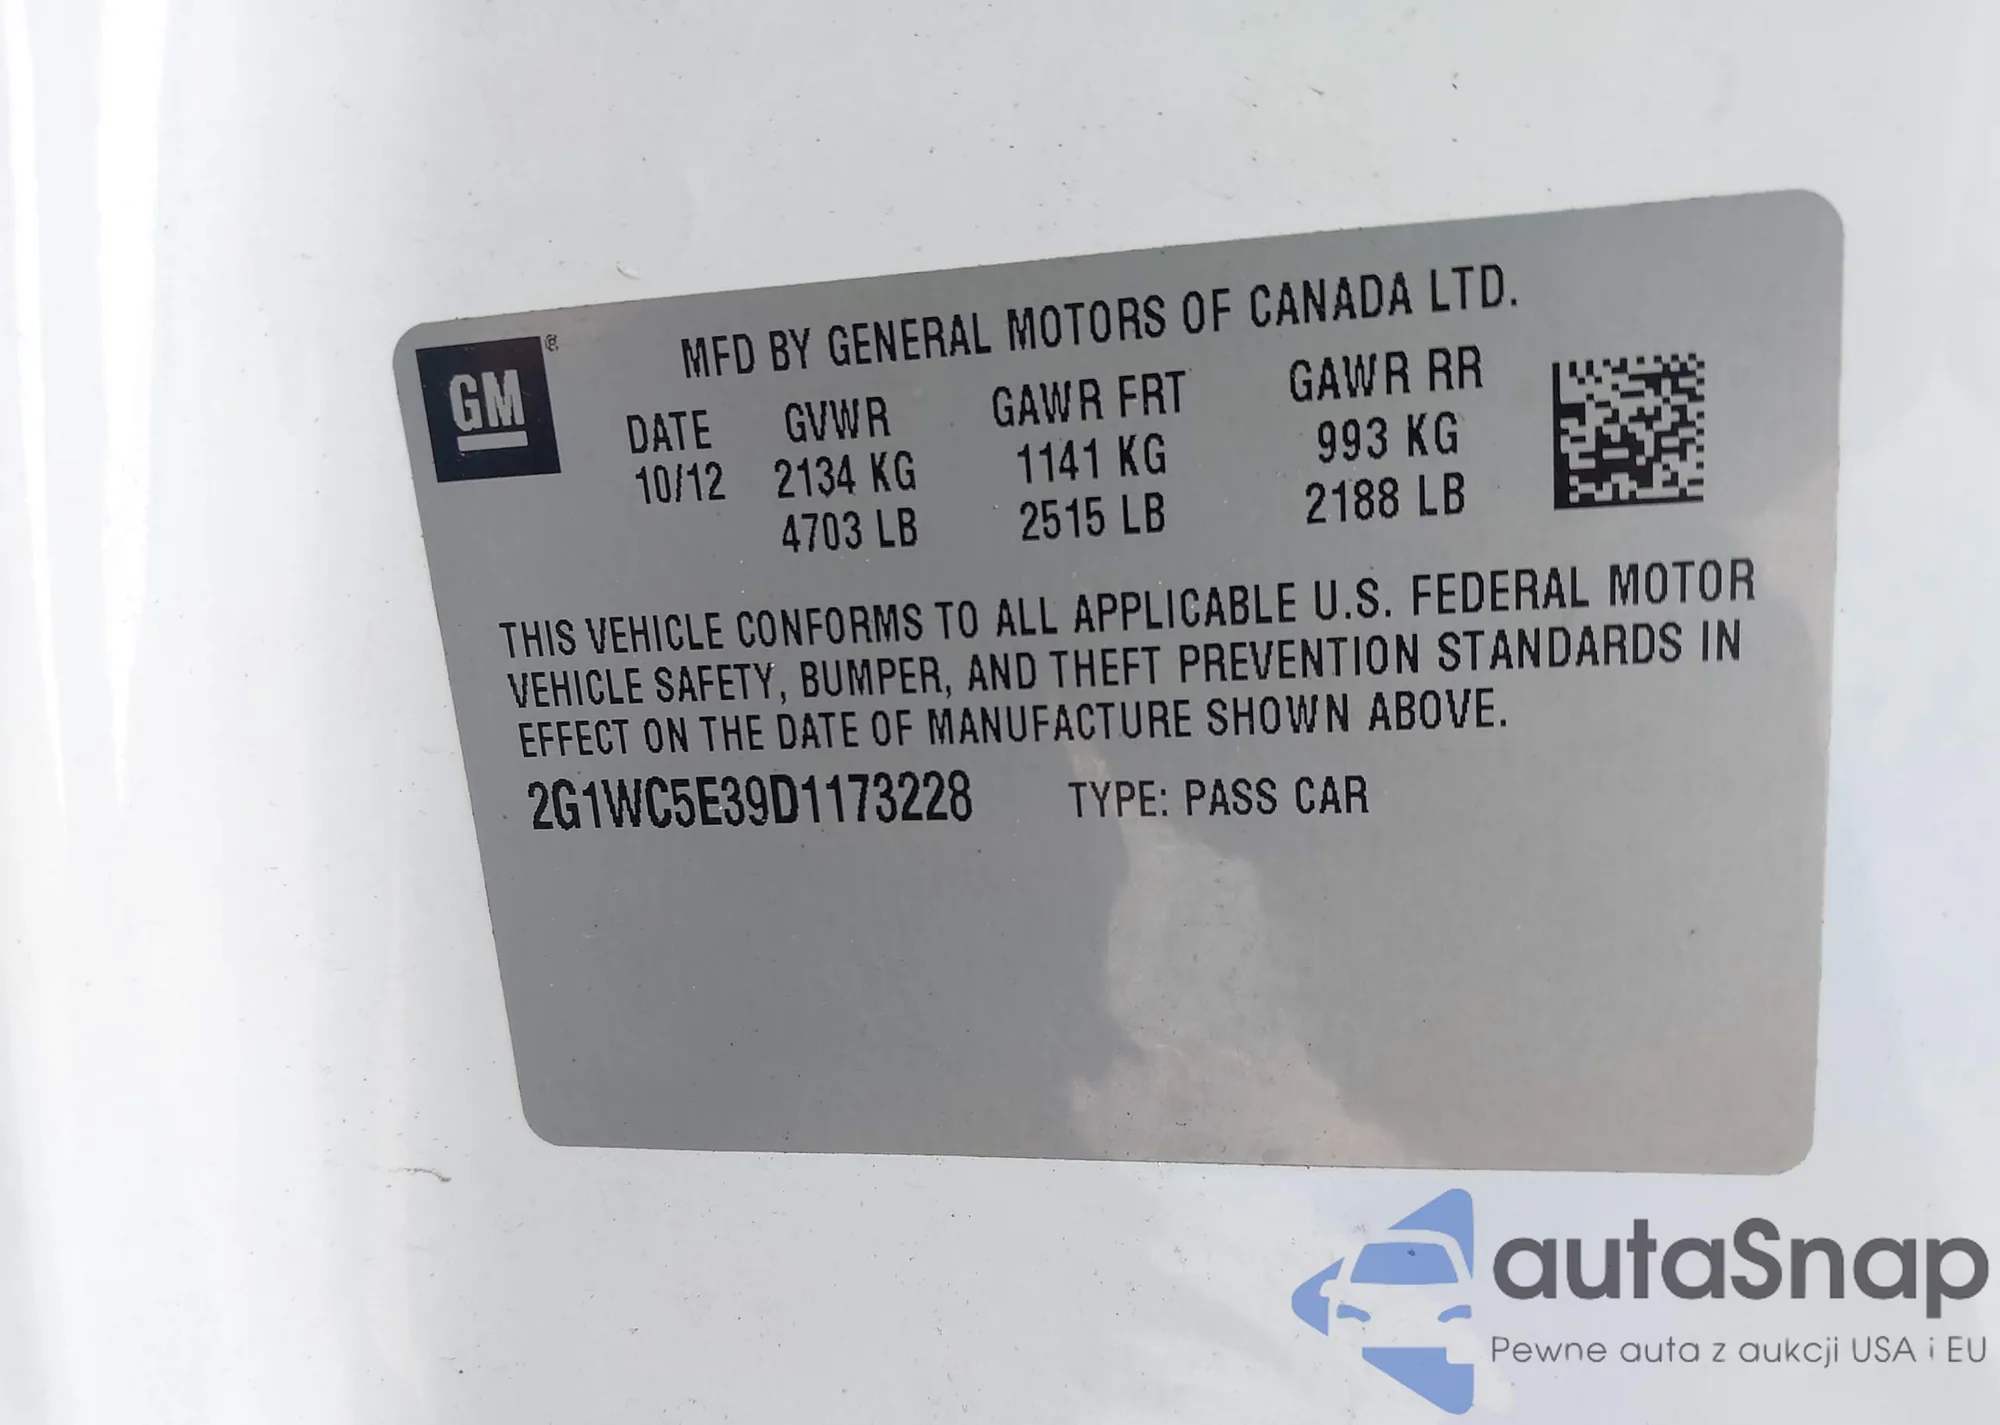 GM
MFD BY GENERAL MOTORS OF CANADA LTD.
DATE GVWR GAWR FRT GAWR RR
10/12 2134 KG 1141 KG 993 KG
4703 LB 2515 LB 2188 LB
THIS VEHICLE CONFORMS TO ALL APPLICABLE U.S. FEDERAL MOTOR
VEHICLE SAFETY, BUMPER, AND THEFT PREVENTION STANDARDS IN
EFFECT ON THE DATE OF MANUFACTURE SHOWN ABOVE.
2G1WC5E39D1173228 TYPE: PASS CAR
autaSnap
Pewne auta z aukcji USA i EU